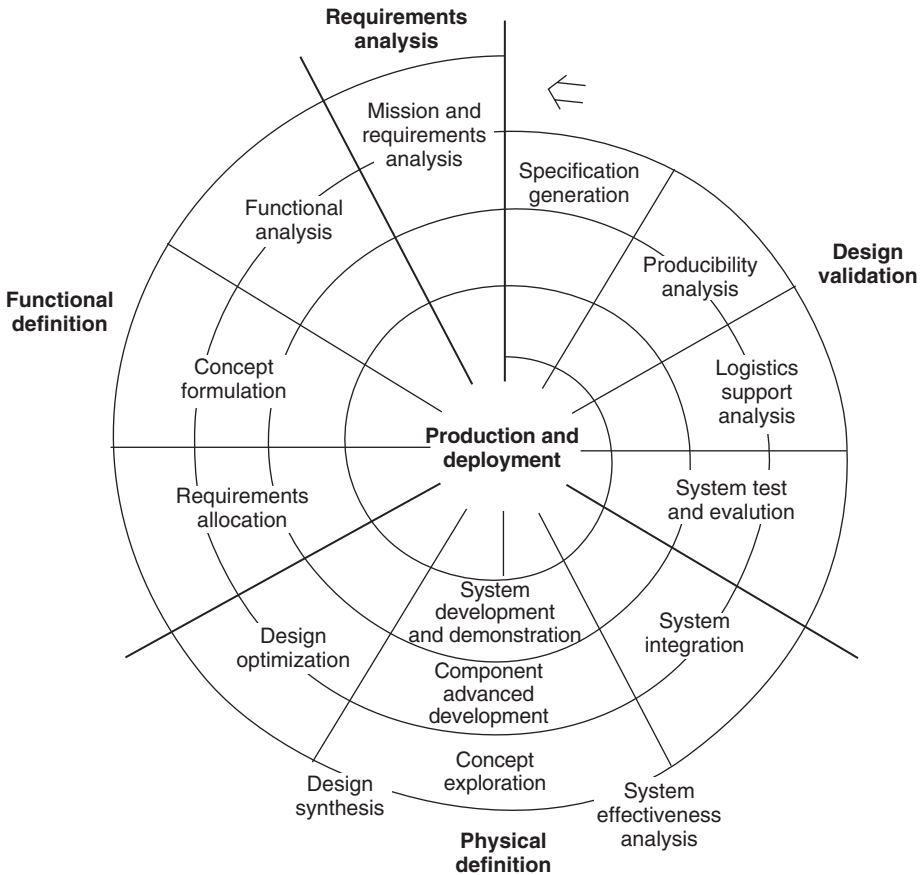 Requirements
analysis
Mission and
requirements
analysis
Specification
generation
Functional
analysis
Producibility
analysis
Design
validation
Functional
definition
Concept
formulation
Logistics
support
analysis
Production and
deployment
Requirements
allocation
System test
and evalution
System
development
and demonstration
System
integration
Design
optimization
Component
advanced
development
Concept
exploration
Design
synthesis
System
effectiveness
analysis
Physical
definition